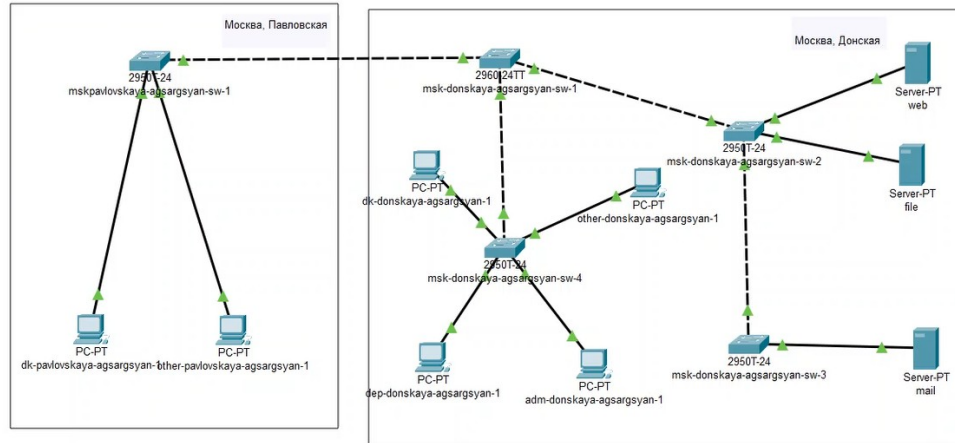 Москва, Павловская
2950T-24
mskpavlovskaya-agsargsyan-sw-1
PC-PT
dk-pavlovskaya-agsargsyan-1
PC-PT
other-pavlovskaya-agsargsyan-1
Москва, Донская
2960-24TT
msk-donskaya-agsargsyan-sw-1
Server-PT
web
2950T-24
msk-donskaya-agsargsyan-sw-2
PC-PT
dk-donskaya-agsargsyan-1
PC-PT
other-donskaya-agsargsyan-1
Server-PT
file
2950T-24
msk-donskaya-agsargsyan-sw-4
PC-PT
dep-donskaya-agsargsyan-1
PC-PT
adm-donskaya-agsargsyan-1
2950T-24
msk-donskaya-agsargsyan-sw-3
Server-PT
mail